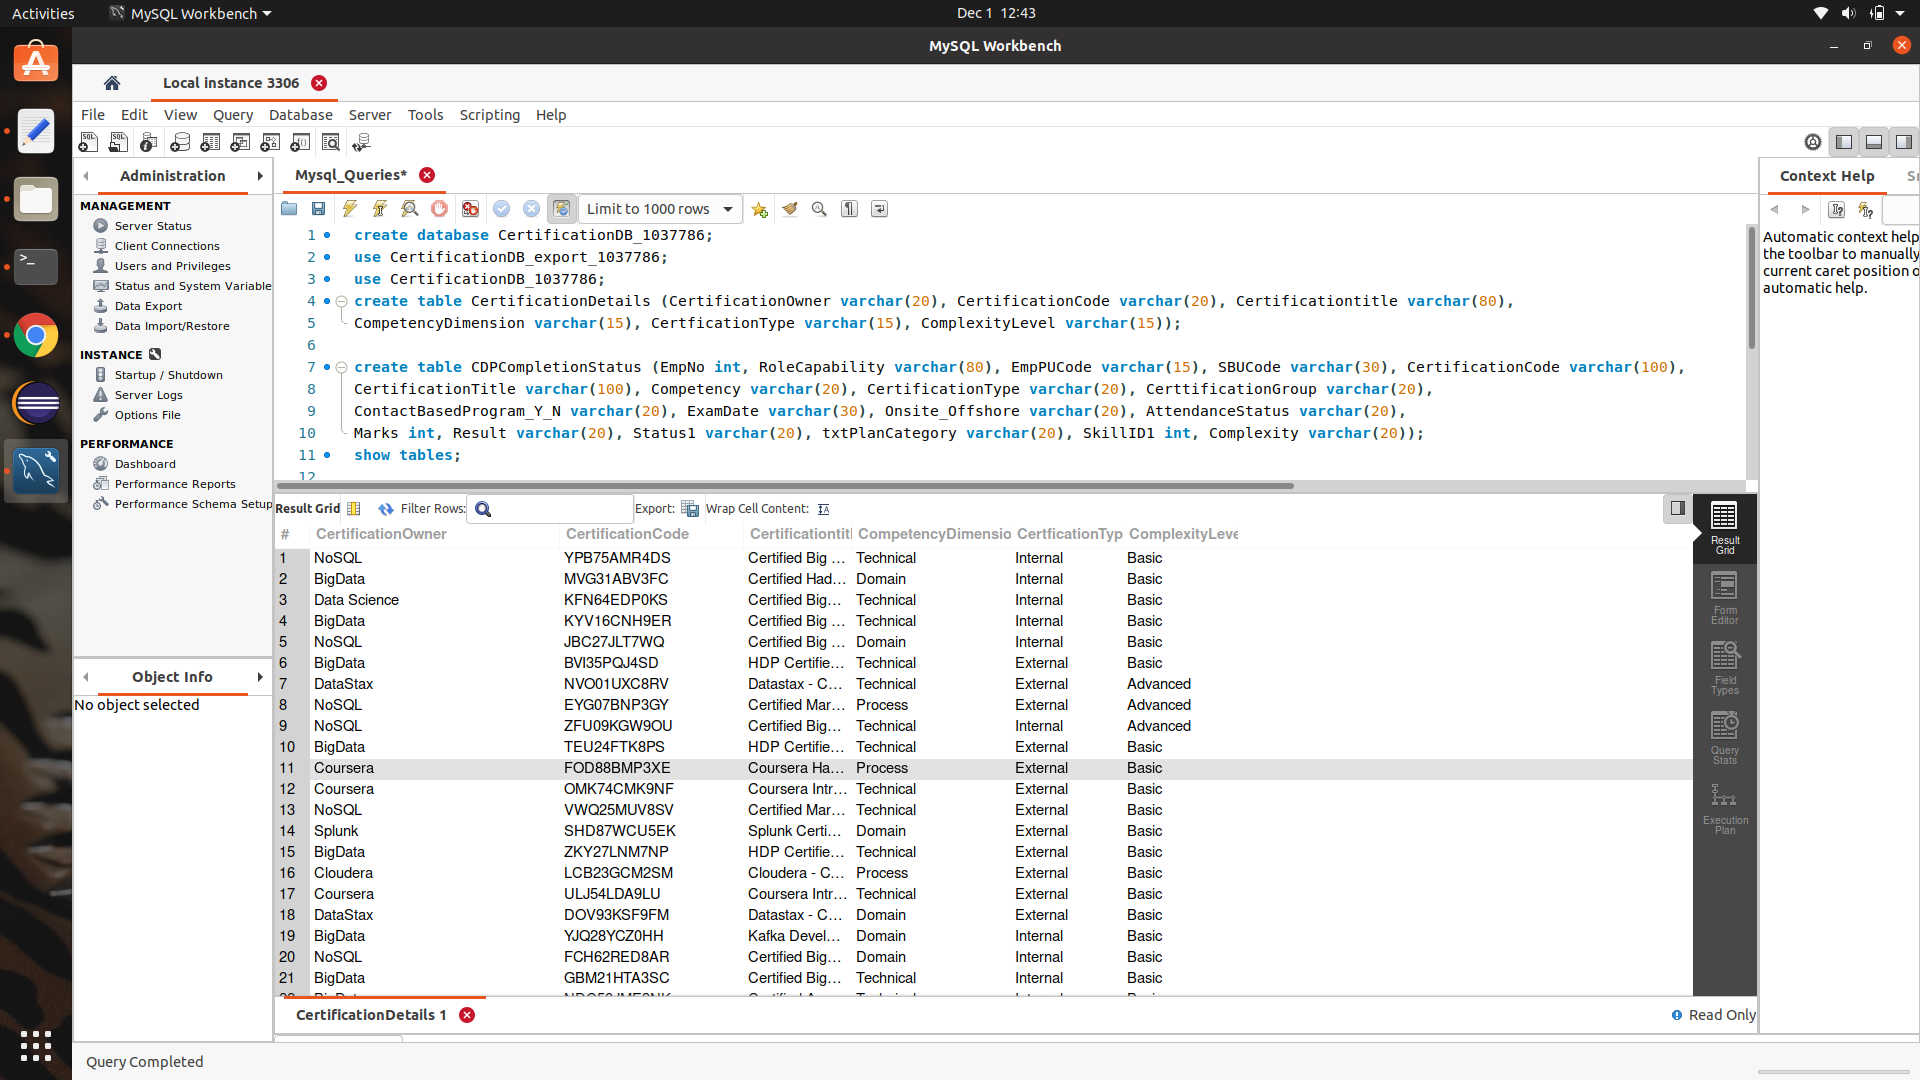 Activities
MySQL Workbench
Dec 1 12:43
MySQL Workbench
Local instance 3306
File Edit View Query Database Server Tools Scripting Help
Administration
MANAGEMENT
Server Status
Client Connections
Users and Privileges
Status and System Variable
Data Export
Data Import/Restore
INSTANCE
Startup / Shutdown
Server Logs
Options File
PERFORMANCE
Dashboard
Performance Reports
Performance Schema Setup
Object Info
No object selected
Mysql_Queries*
Limit to 1000 rows
1 create database CertificationDB_1037786;
2 use CertificationDB_export_1037786;
3 use CertificationDB_1037786;
4 create table CertificationDetails (CertificationOwner varchar(20), CertificationCode varchar(20), Certificationtitle varchar(80),
5 CompetencyDimension varchar(15), CertficationType varchar(15), ComplexityLevel varchar(15));
6
7 create table CDPCompletionStatus (EmpNo int, RoleCapability varchar(80), EmpPUCode varchar(15), SBUCode varchar(30), CertificationCode varchar(100),
8 CertificationTitle varchar(100), Competency varchar(20), CertificationType varchar(20), CerttificationGroup varchar(20),
9 ContactBasedProgram_Y_N varchar(20), ExamDate varchar(30), Onsite_Offshore varchar(20), AttendanceStatus varchar(20),
10 Marks int, Result varchar(20), Status1 varchar(20), txtPlanCategory varchar(20), SkillID1 int, Complexity varchar(20));
11 show tables;
12
Result Grid Filter Rows: Export: Wrap Cell Content:
# CertificationOwner CertificationCode Certificationtitl CompetencyDimensio CertficationTyp ComplexityLeve
1 NoSQL YPB75AMR4DS Certified Big ... Technical Internal Basic
2 BigData MVG31ABV3FC Certified Had... Domain Internal Basic
3 Data Science KFN64EDP0KS Certified Big... Technical Internal Basic
4 BigData KYV16CNH9ER Certified Big ... Technical Internal Basic
5 NoSQL JBC27JLT7WQ Certified Big ... Domain Internal Basic
6 BigData BVI35PQJ4SD HDP Certifie... Technical External Basic
7 DataStax NVO01UXC8RV Datastax - C... Technical External Advanced
8 NoSQL EYG07BNP3GY Certified Mar... Process External Advanced
9 NoSQL ZFU09KGW9OU Certified Big... Technical Internal Advanced
10 BigData TEU24FTK8PS HDP Certifie... Technical External Basic
11 Coursera FOD88BMP3XE Coursera Ha... Process External Basic
12 Coursera OMK74CMK9NF Coursera Intr... Technical External Basic
13 NoSQL VWQ25MUV8SV Certified Mar... Technical External Basic
14 Splunk SHD87WCU5EK Splunk Certi... Domain External Basic
15 BigData ZKY27LNM7NP HDP Certifie... Technical External Basic
16 Cloudera LCB23GCM2SM Cloudera - C... Process External Basic
17 Coursera ULJ54LDA9LU Coursera Intr... Technical External Basic
18 DataStax DOV93KSF9FM Datastax - C... Domain External Basic
19 BigData YJQ28YCZ0HH Kafka Devel... Domain Internal Basic
20 NoSQL FCH62RED8AR Certified Big... Domain Internal Basic
21 BigData GBM21HTA3SC Certified Big... Technical Internal Basic
Result
Grid
Form
Editor
Field
Types
Query
Stats
Execution
Plan
CertificationDetails 1
Read Only
Context Help
Automatic context help
the toolbar to manually
current caret position o
automatic help.
Query Completed